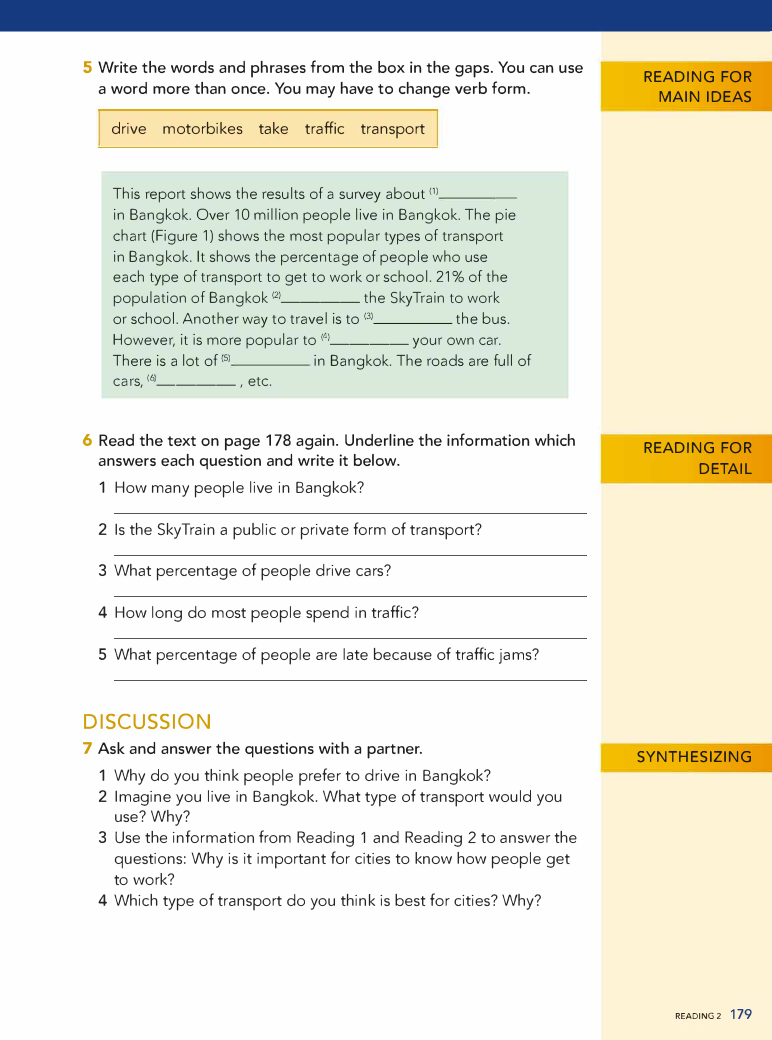 5 Write the words and phrases from the box in the gaps. You can use
a word more than once. You may have to change verb form.
READING FOR
MAIN IDEAS
drive motorbikes take traffic transport
This report shows the results of a survey about (1)__________
in Bangkok. Over 10 million people live in Bangkok. The pie
chart (Figure 1) shows the most popular types of transport
in Bangkok. It shows the percentage of people who use
each type of transport to get to work or school. 21% of the
population of Bangkok (2)__________ the SkyTrain to work
or school. Another way to travel is to (3)__________ the bus.
However, it is more popular to (4)__________ your own car.
There is a lot of (5)__________ in Bangkok. The roads are full of
cars, (6)__________ , etc.
6 Read the text on page 178 again. Underline the information which
answers each question and write it below.
READING FOR
DETAIL
1 How many people live in Bangkok?
2 Is the SkyTrain a public or private form of transport?
3 What percentage of people drive cars?
4 How long do most people spend in traffic?
5 What percentage of people are late because of traffic jams?
DISCUSSION
7 Ask and answer the questions with a partner.
SYNTHESIZING
1 Why do you think people prefer to drive in Bangkok?
2 Imagine you live in Bangkok. What type of transport would you
use? Why?
3 Use the information from Reading 1 and Reading 2 to answer the
questions: Why is it important for cities to know how people get
to work?
4 Which type of transport do you think is best for cities? Why?
READING 2 179